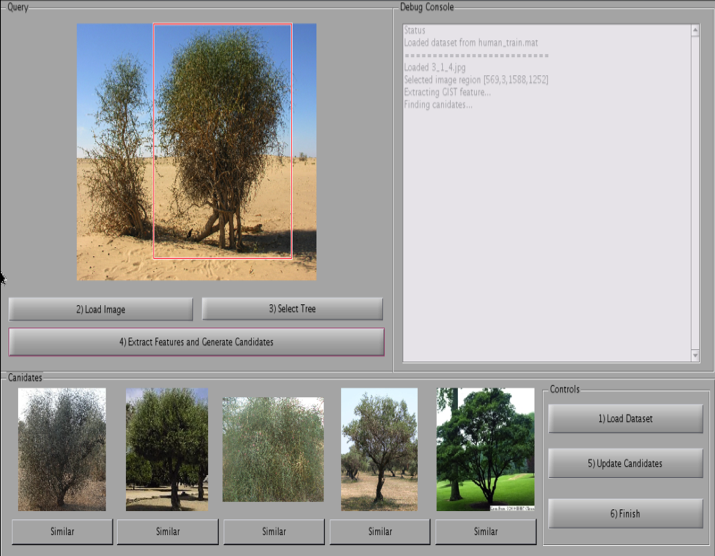 Query
2) Load Image
3) Select Tree
4) Extract Features and Generate Candidates
Debug Console
Status
Loaded dataset from human_train.mat
=========================
Loaded 3_1_4.jpg
Selected image region [569,3,1588,1252]
Extracting GIST feature...
Finding canidates...
Canidates
Similar
Similar
Similar
Similar
Similar
Controls
1) Load Dataset
5) Update Candidates
6) Finish